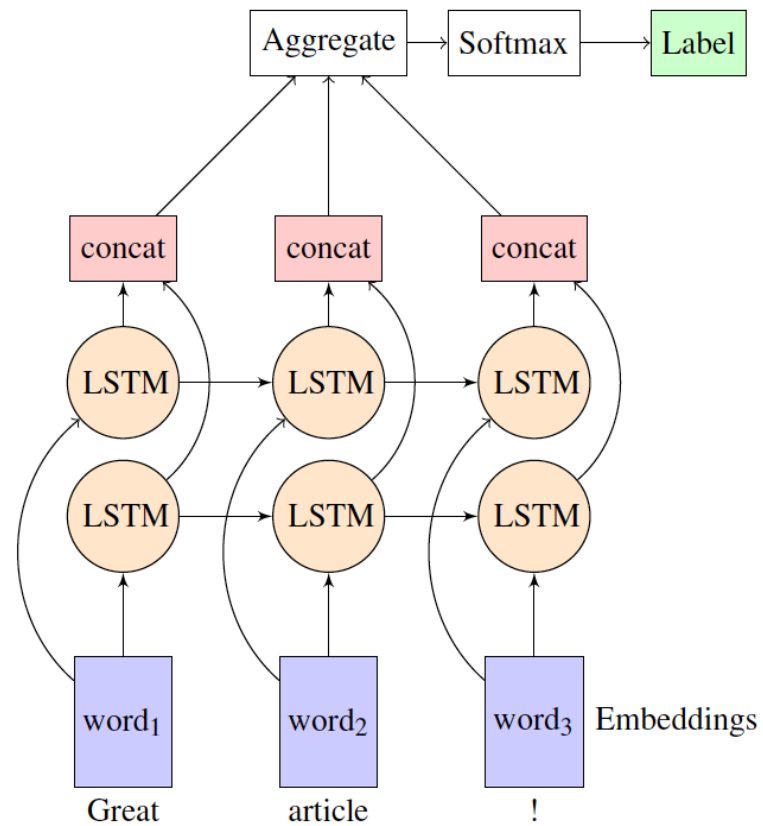 Aggregate Softmax Label
concat concat concat
LSTM LSTM LSTM
LSTM LSTM LSTM
word₁ word₂ word₃ Embeddings
Great article !